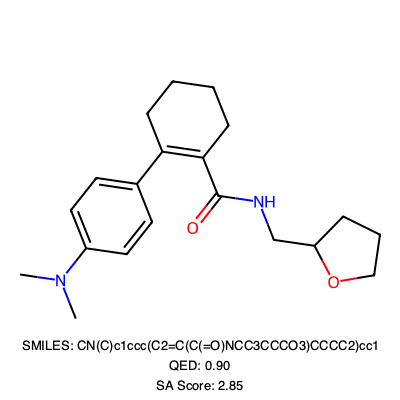 O
NH
O
N
SMILES: CN(C)c1ccc(C2=C(C(=O)NCC3CCCO3)CCCC2)cc1
QED: 0.90
SA Score: 2.85